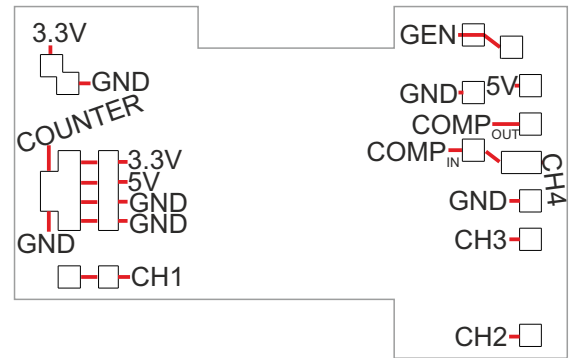 3.3V
GND
COUNTER
3.3V
5V
GND
GND
GND
CH1
GEN
GND 5V
COMP OUT
COMP IN
CH4
GND
CH3
CH2